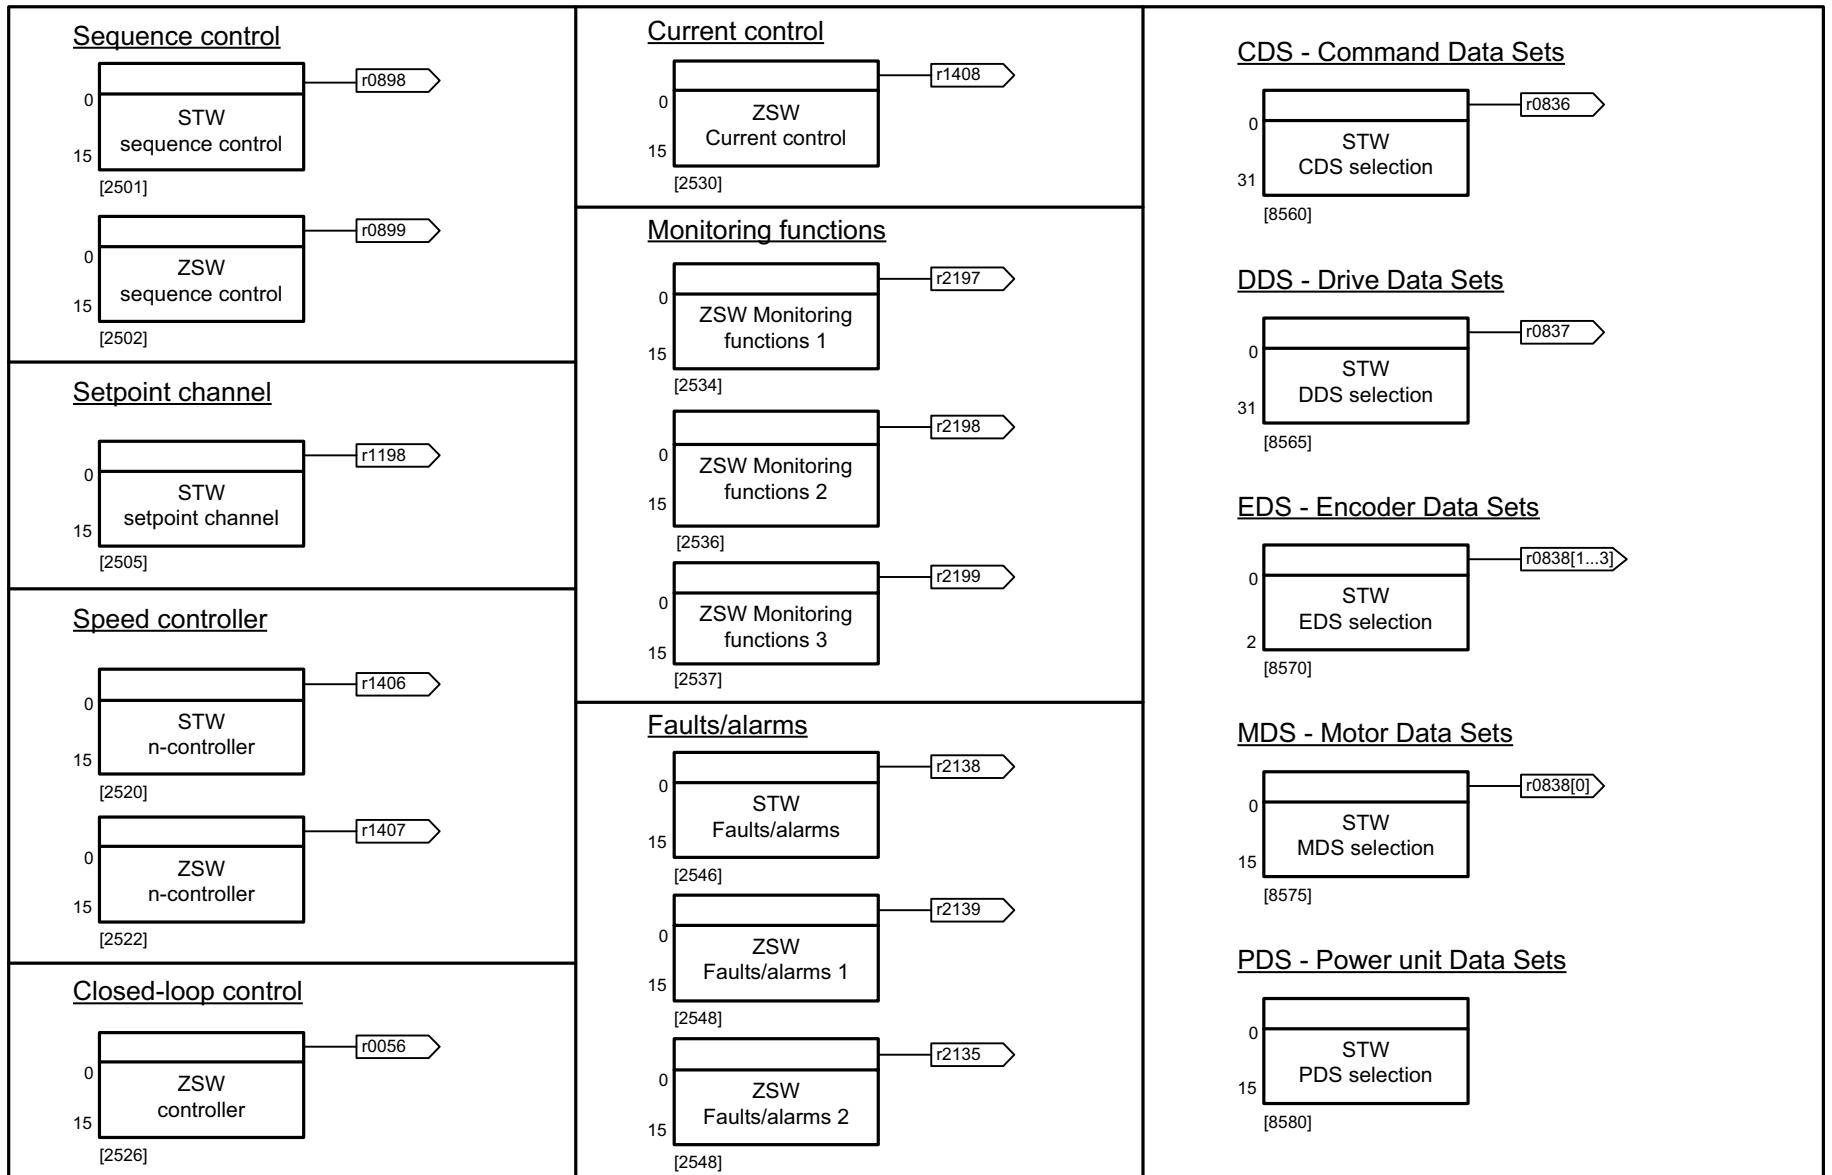 Sequence control
r0898
0
STW
sequence control
15
[2501]
r0899
0
ZSW
sequence control
15
[2502]
Setpoint channel
r1198
0
STW
setpoint channel
15
[2505]
Speed controller
r1406
0
STW
n-controller
15
[2520]
r1407
0
ZSW
n-controller
15
[2522]
Closed-loop control
r0056
0
ZSW
controller
15
[2526]
Current control
r1408
0
ZSW
Current control
15
[2530]
Monitoring functions
r2197
0
ZSW Monitoring
functions 1
15
[2534]
r2198
0
ZSW Monitoring
functions 2
15
[2536]
r2199
0
ZSW Monitoring
functions 3
15
[2537]
Faults/alarms
r2138
0
STW
Faults/alarms
15
[2546]
r2139
0
ZSW
Faults/alarms 1
15
[2548]
r2135
0
ZSW
Faults/alarms 2
15
[2548]
CDS - Command Data Sets
r0836
0
STW
CDS selection
31
[8560]
DDS - Drive Data Sets
r0837
0
STW
DDS selection
31
[8565]
EDS - Encoder Data Sets
r0838[1...3]
0
STW
EDS selection
2
[8570]
MDS - Motor Data Sets
r0838[0]
0
STW
MDS selection
15
[8575]
PDS - Power unit Data Sets
0
STW
PDS selection
15
[8580]